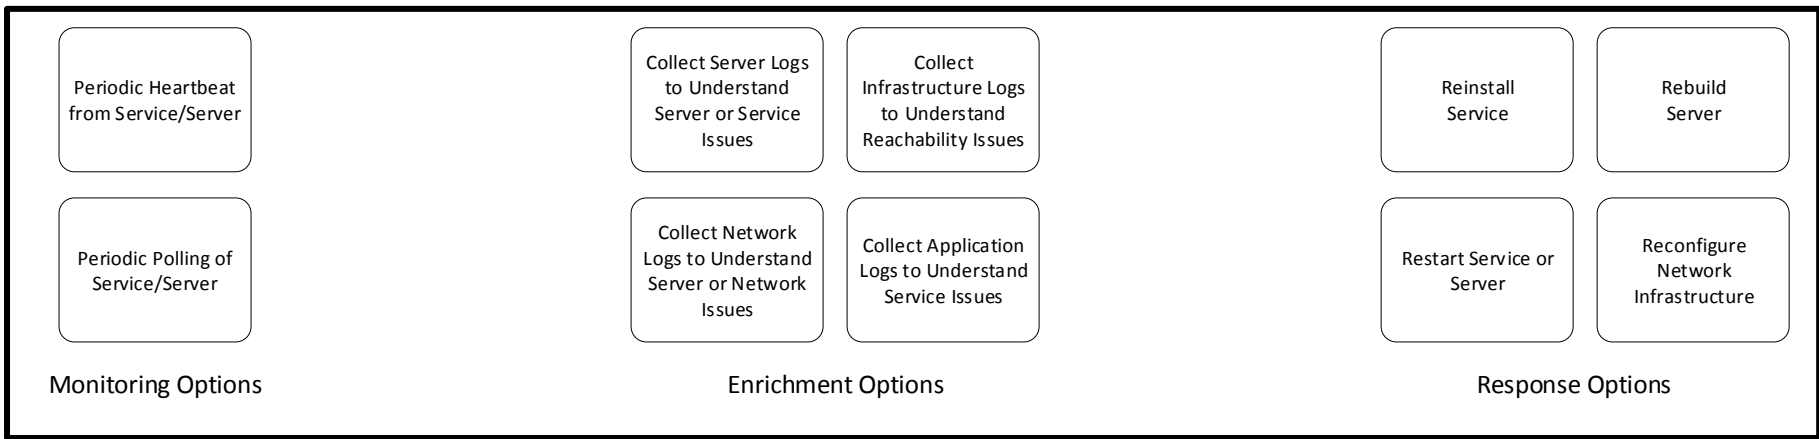 Periodic Heartbeat
from Service/Server
Periodic Polling of
Service/Server
Monitoring Options
Collect Server Logs
to Understand
Server or Service
Issues
Collect
Infrastructure Logs
to Understand
Reachability Issues
Collect Network
Logs to Understand
Server or Network
Issues
Collect Application
Logs to Understand
Service Issues
Enrichment Options
Reinstall
Service
Rebuild
Server
Restart Service or
Server
Reconfigure
Network
Infrastructure
Response Options